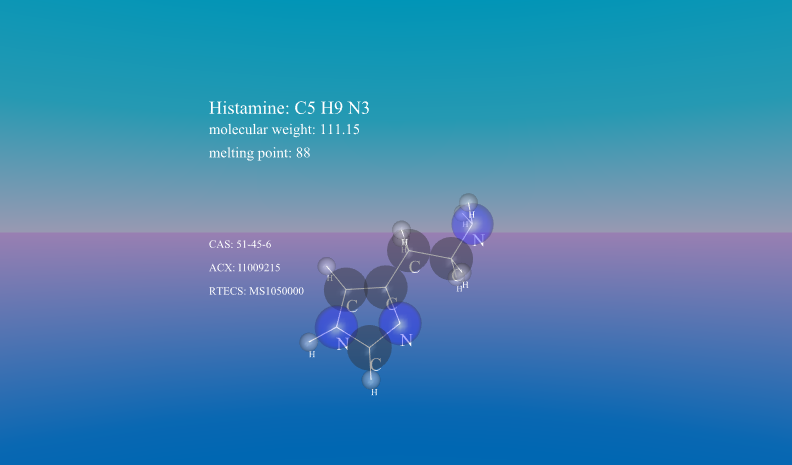 Histamine: C5 H9 N3
molecular weight: 111.15
melting point: 88
H
H
H
N
H
H
CAS: 51-45-6
C
ACX: I1009215
H
C
H
H
RTECS: MS1050000
C
C
N
N
H
C
H